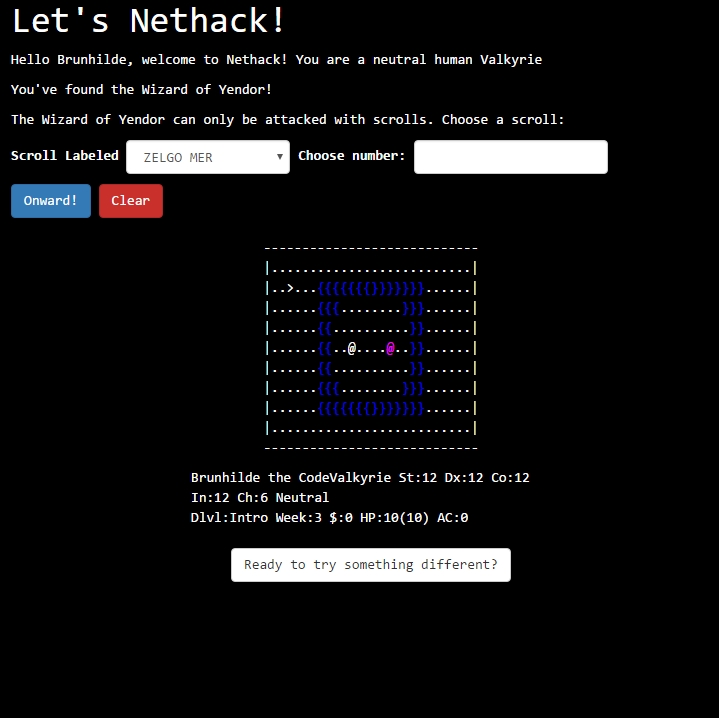 Let's Nethack!
Hello Brunhilde, welcome to Nethack! You are a neutral human Valkyrie
You've found the Wizard of Yendor!
The Wizard of Yendor can only be attacked with scrolls. Choose a scroll:
Scroll Labeled ZELGO MER Choose number:
Onward! Clear
----------------------------
|..........................|
|..>...{{{{{{{}}}}}}}......|
|......{{{........}}}......|
|......{{..........}}......|
|......{{..@....@..}}......|
|......{{..........}}......|
|......{{{........}}}......|
|......{{{{{{{}}}}}}}......|
|..........................|
----------------------------
Brunhilde the CodeValkyrie St:12 Dx:12 Co:12
In:12 Ch:6 Neutral
Dlvl:Intro Week:3 $:0 HP:10(10) AC:0
Ready to try something different?